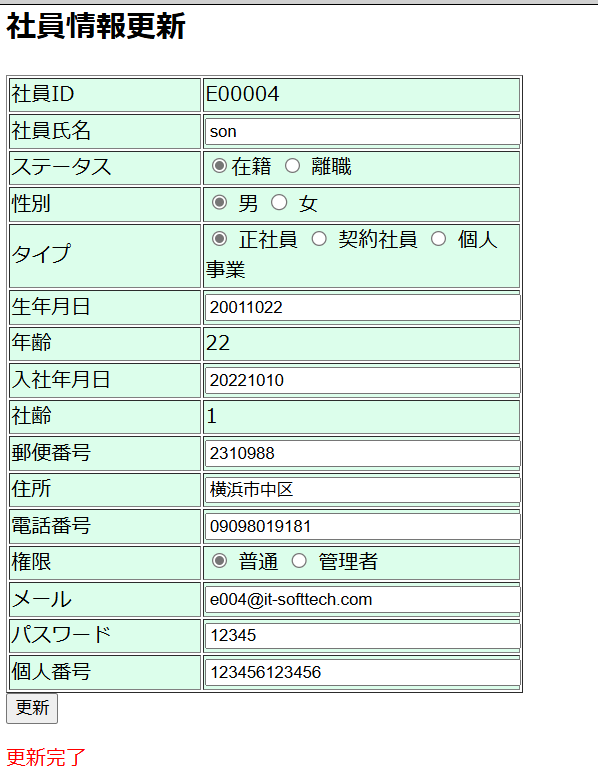 社員情報更新
社員ID E00004
社員氏名 son
ステータス 在籍 離職
性別 男 女
タイプ 正社員 契約社員 個人
事業
生年月日 20011022
年齢 22
入社年月日 20221010
社齢 1
郵便番号 2310988
住所 横浜市中区
電話番号 09098019181
権限 普通 管理者
メール e004@it-softtech.com
パスワード 12345
個人番号 123456123456
更新
更新完了